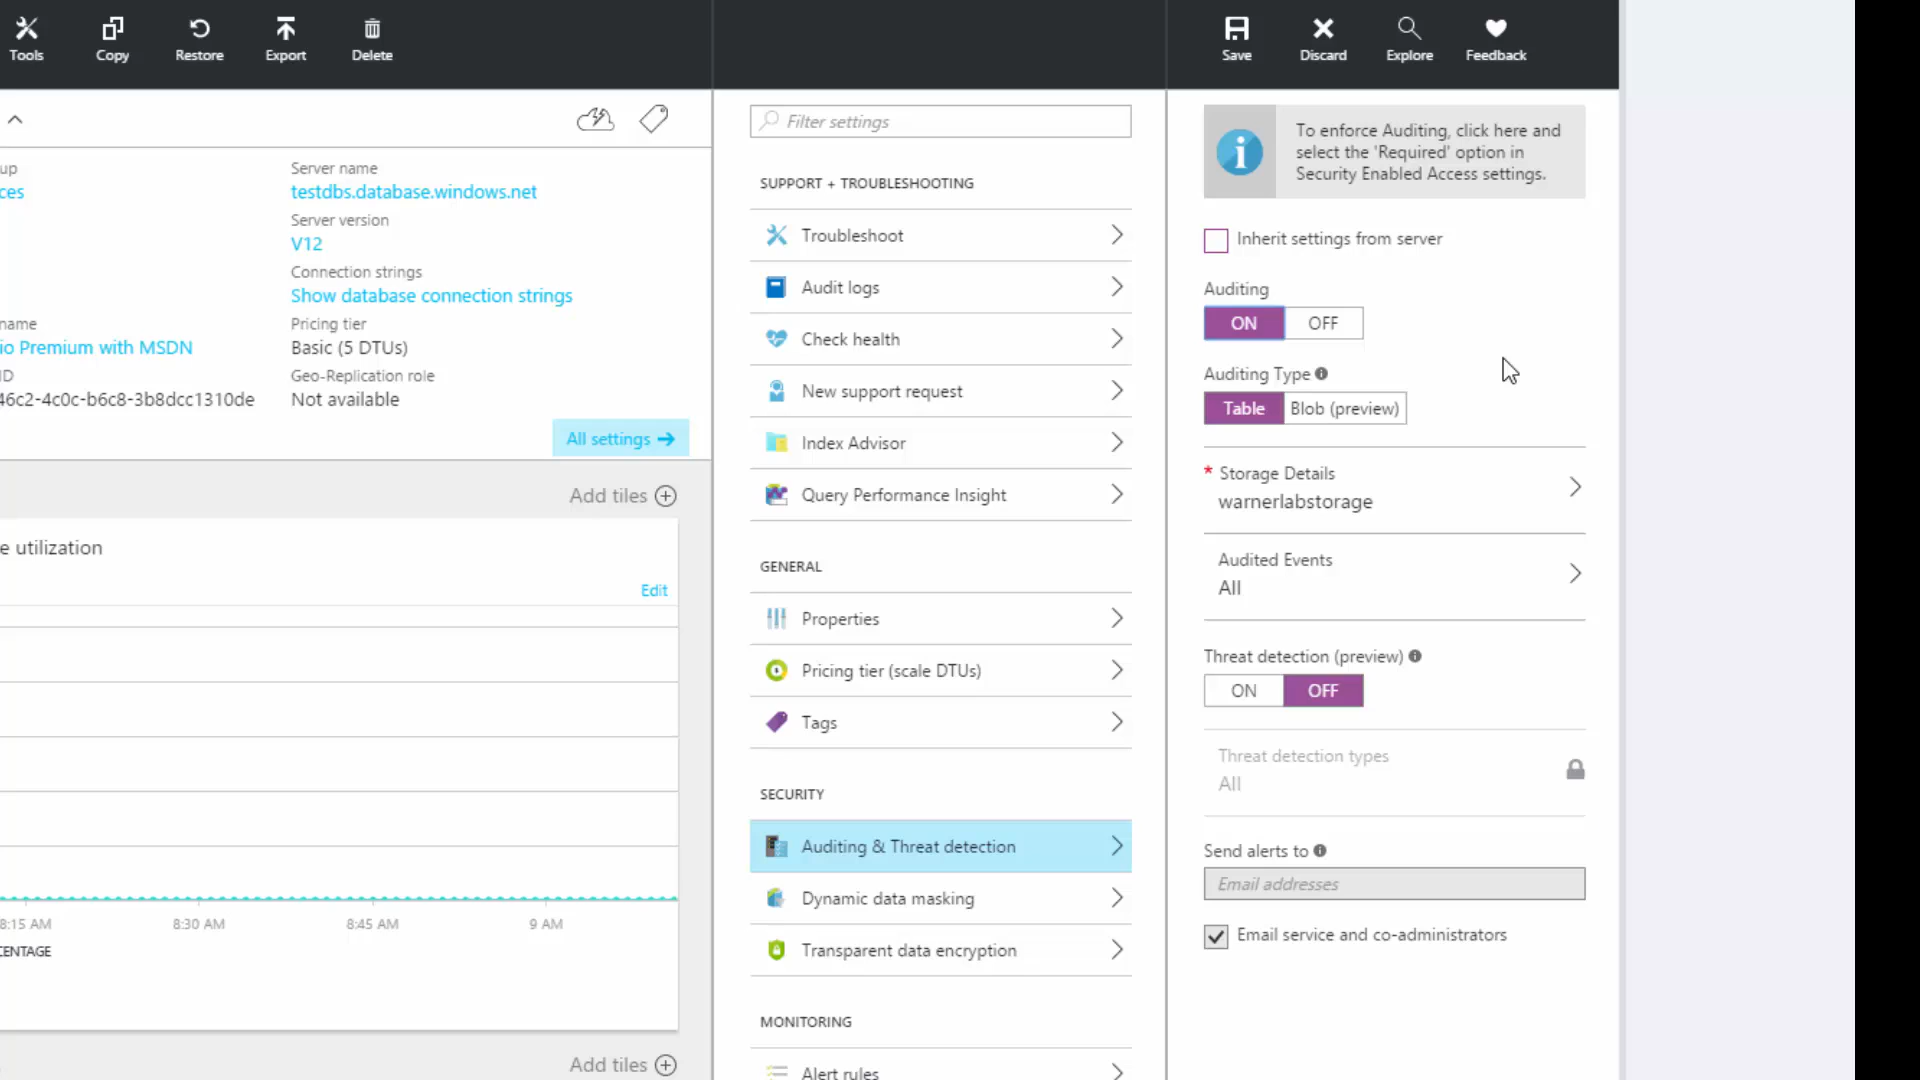 Tools
Copy
Restore
Export
Delete
Save
Discard
Explore
Feedback
up
ces
name
io Premium with MSDN
ID
46c2-4c0c-b6c8-3b8dcc1310de
Server name
testdbs.database.windows.net
Server version
V12
Connection strings
Show database connection strings
Pricing tier
Basic (5 DTUs)
Geo-Replication role
Not available
All settings →
Add tiles
e utilization
Edit
8:15 AM
8:30 AM
8:45 AM
9 AM
CENTAGE
Add tiles
Filter settings
SUPPORT + TROUBLESHOOTING
Troubleshoot
Audit logs
Check health
New support request
Index Advisor
Query Performance Insight
GENERAL
Properties
Pricing tier (scale DTUs)
Tags
SECURITY
Auditing & Threat detection
Dynamic data masking
Transparent data encryption
MONITORING
Alert rules
To enforce Auditing, click here and
select the 'Required' option in
Security Enabled Access settings.
Inherit settings from server
Auditing
ON OFF
Auditing Type
Table Blob (preview)
* Storage Details
warnerlabstorage
Audited Events
All
Threat detection (preview)
ON OFF
Threat detection types
All
Send alerts to
Email addresses
Email service and co-administrators